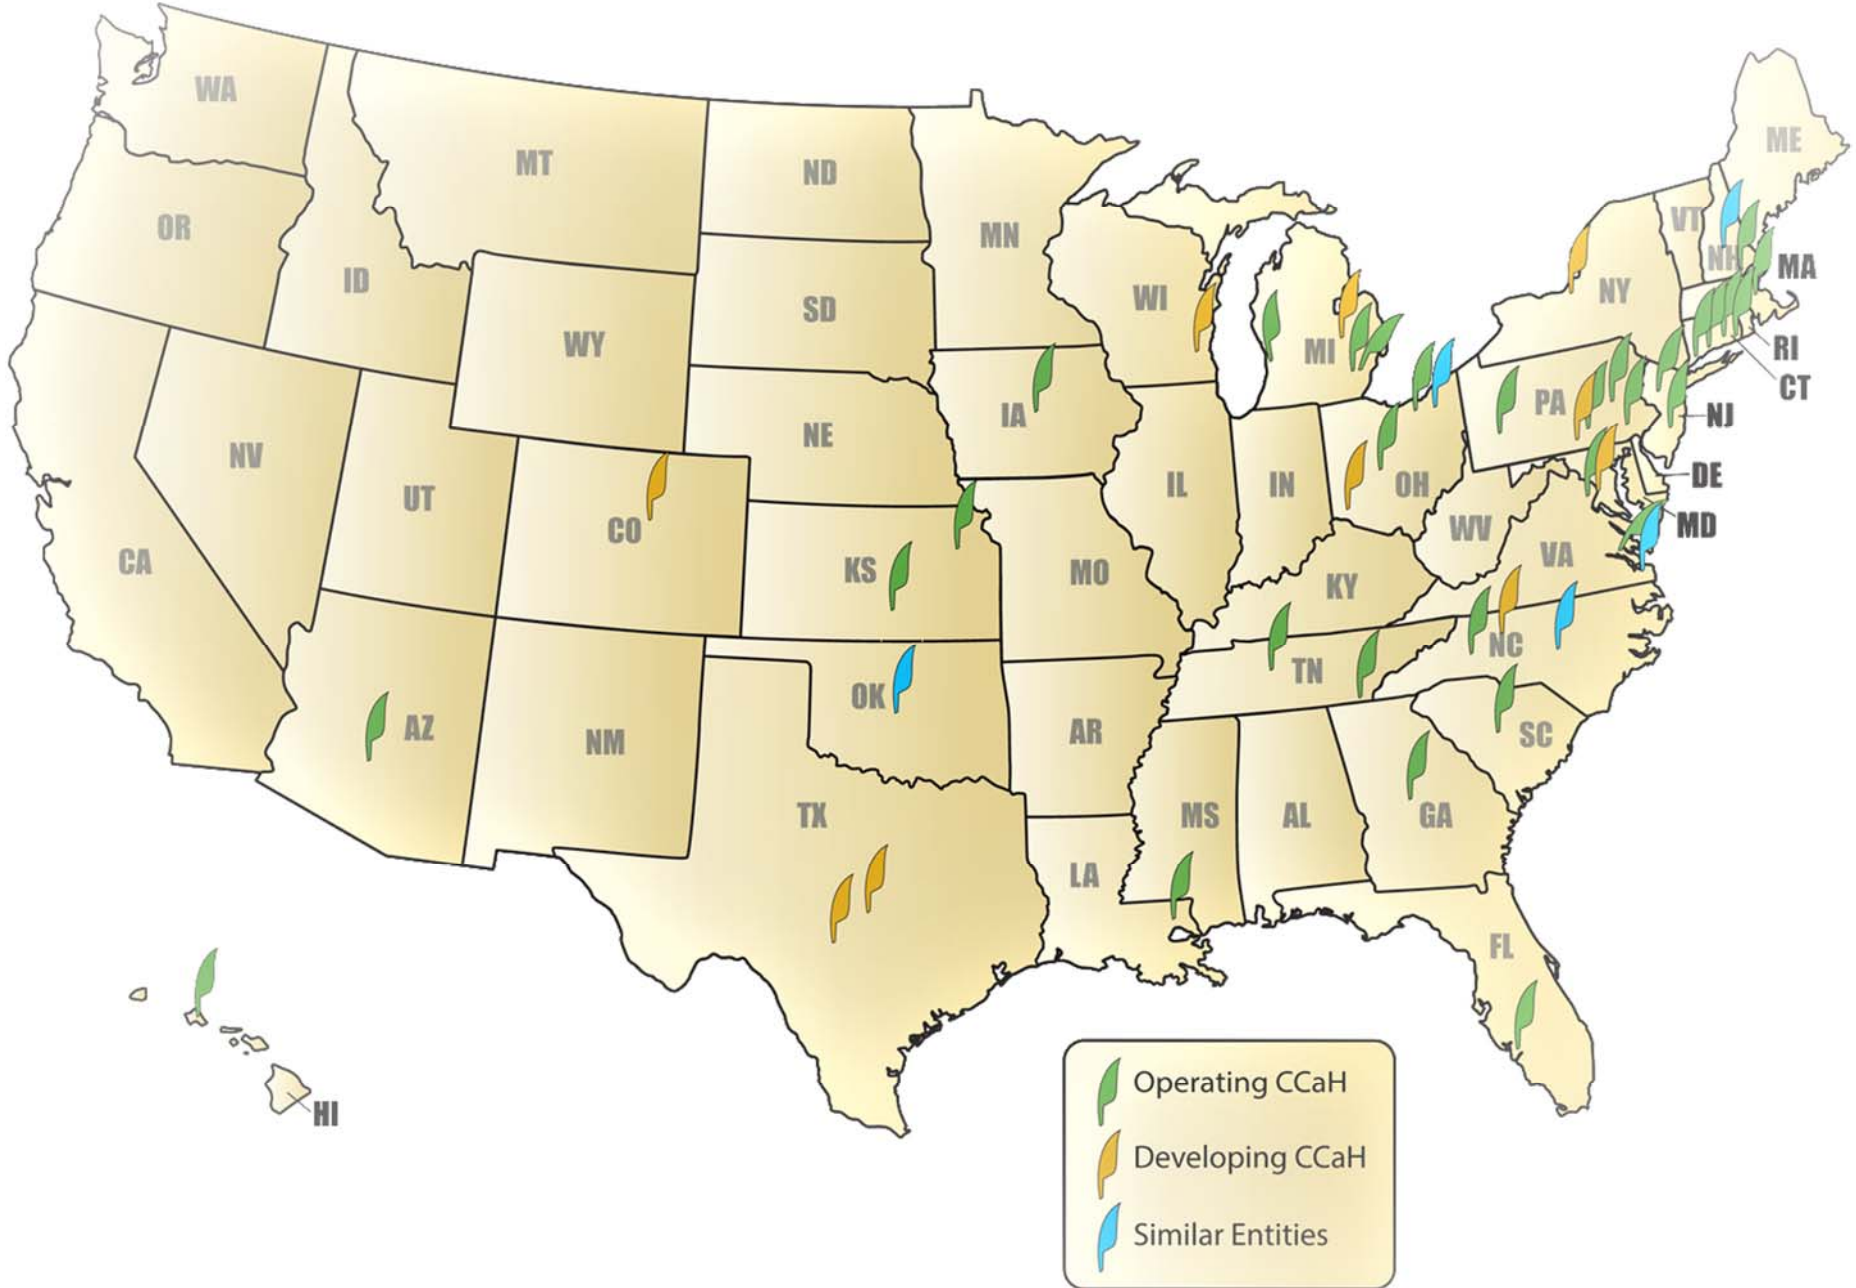 WA
MT
ND
ME
OR
MN
VT
ID
NH
MA
SD
WI
NY
WY
MI
RI
CT
IA
PA
NJ
NE
NV
UT
IL
IN
OH
DE
CO
WV
MD
CA
KS
MO
KY
VA
NC
OK
TN
AZ
NM
AR
SC
TX
MS
AL
GA
LA
FL
HI
Operating CCaH
Developing CCaH
Similar Entities